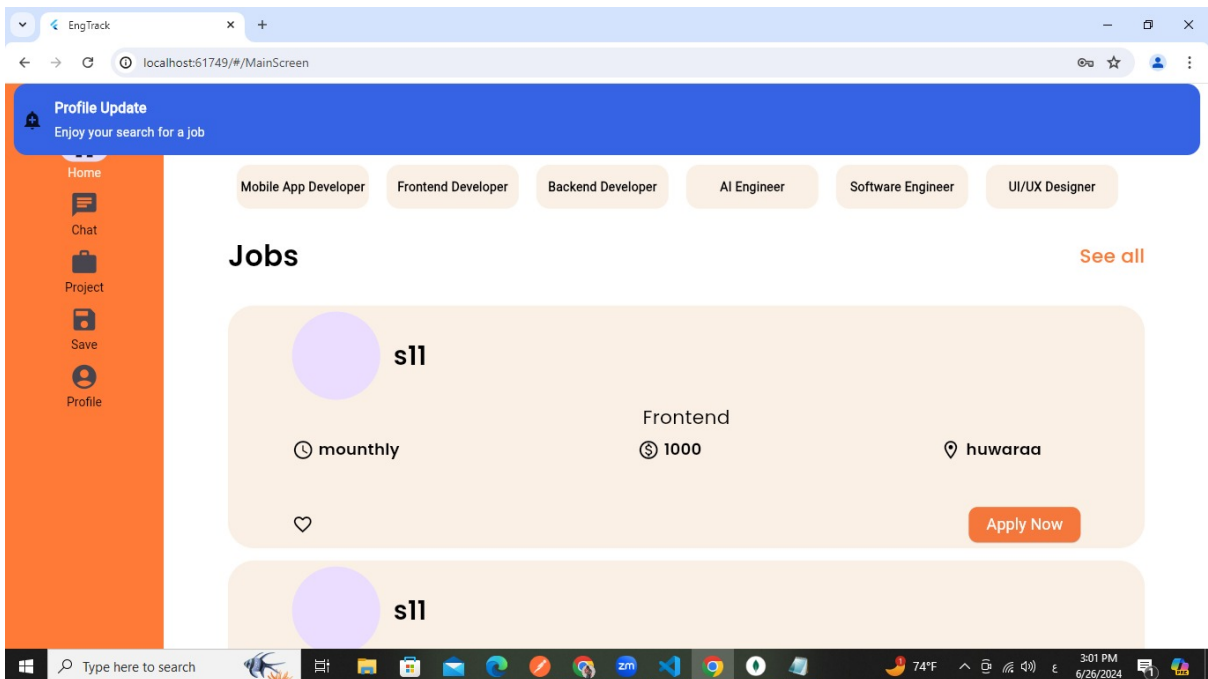 EngTrack
localhost:61749/#/MainScreen
Profile Update
Enjoy your search for a job
Home
Chat
Project
Save
Profile
Mobile App Developer Frontend Developer Backend Developer AI Engineer Software Engineer UI/UX Designer
Jobs See all
s11
Frontend
mounthly 1000 huwaraa
Apply Now
s11
Type here to search zm 74°F ع 3:01 PM
6/26/2024